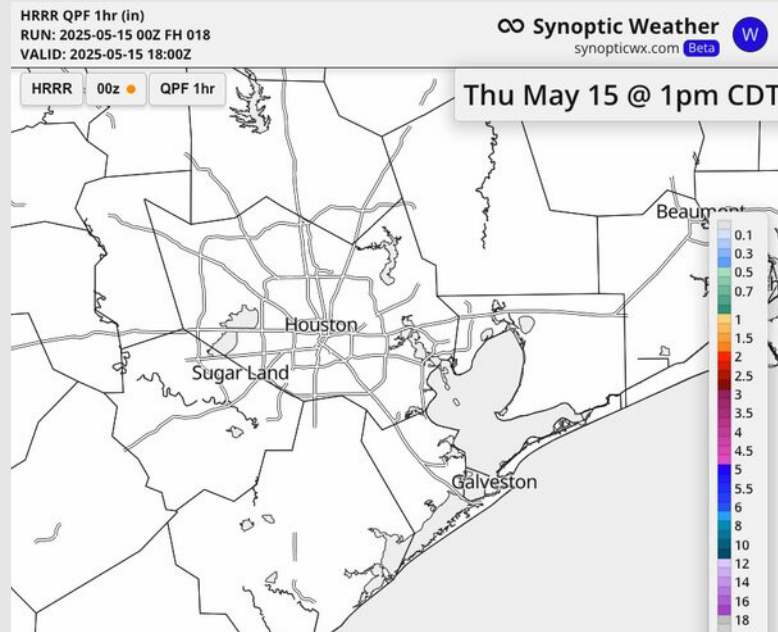 HRRR QPF 1hr (in)
RUN: 2025-05-15 00Z FH 018
VALID: 2025-05-15 18:00Z
Synoptic Weather
synopticwx.com Beta
W
HRRR
00z
QPF 1hr
Thu May 15 @ 1pm CDT
Beaumont
Houston
Sugar Land
Galveston
0.1
0.3
0.5
0.7
1
1.5
2
2.5
3
3.5
4
4.5
5
5.5
6
8
10
12
14
16
18